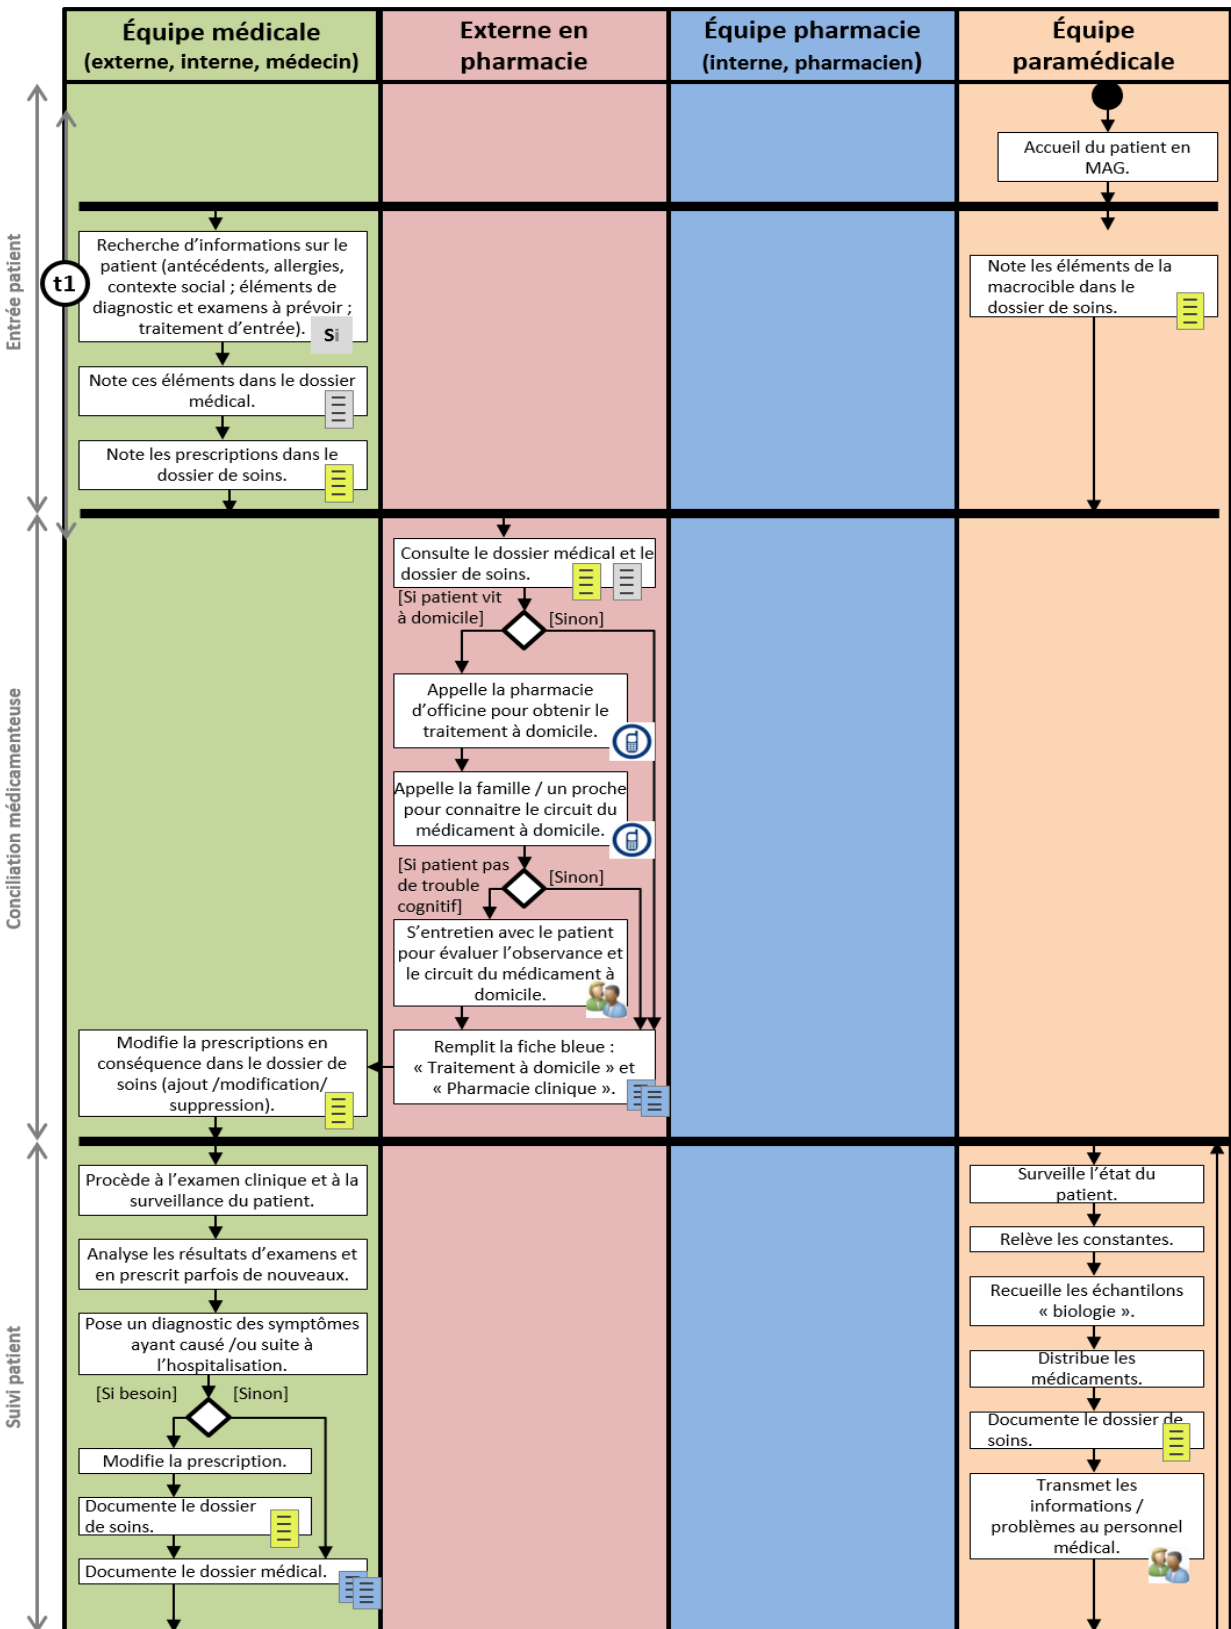 Équipe médicale
(externe, interne, médecin)
Externe en
pharmacie
Équipe pharmacie
(interne, pharmacien)
Équipe
paramédicale
Entrée patient
t1
Accueil du patient en
MAG.
Recherche d'informations sur le
patient (antécédents, allergies,
contexte social ; éléments de
diagnostic et examens à prévoir ;
traitement d'entrée).
Si
Note les éléments de la
macrocible dans le
dossier de soins.
Note ces éléments dans le dossier
médical.
Note les prescriptions dans le
dossier de soins.
Conciliation médicamenteuse
Consulte le dossier médical et le
dossier de soins.
[Si patient vit
à domicile]
[Sinon]
Appelle la pharmacie
d'officine pour obtenir le
traitement à domicile.
Appelle la famille / un proche
pour connaitre le circuit du
médicament à domicile.
[Si patient pas
de trouble
cognitif]
[Sinon]
S'entretien avec le patient
pour évaluer l'observance et
le circuit du médicament à
domicile.
Remplit la fiche bleue :
« Traitement à domicile » et
« Pharmacie clinique ».
Modifie la prescriptions en
conséquence dans le dossier de
soins (ajout /modification/
suppression).
Suivi patient
Procède à l'examen clinique et à la
surveillance du patient.
Analyse les résultats d'examens et
en prescrit parfois de nouveaux.
Pose un diagnostic des symptômes
ayant causé /ou suite à
l'hospitalisation.
[Si besoin]
[Sinon]
Modifie la prescription.
Documente le dossier
de soins.
Documente le dossier médical.
Surveille l'état du
patient.
Relève les constantes.
Recueille les échantilons
« biologie ».
Distribue les
médicaments.
Documente le dossier de
soins.
Transmet les
informations /
problèmes au personnel
médical.